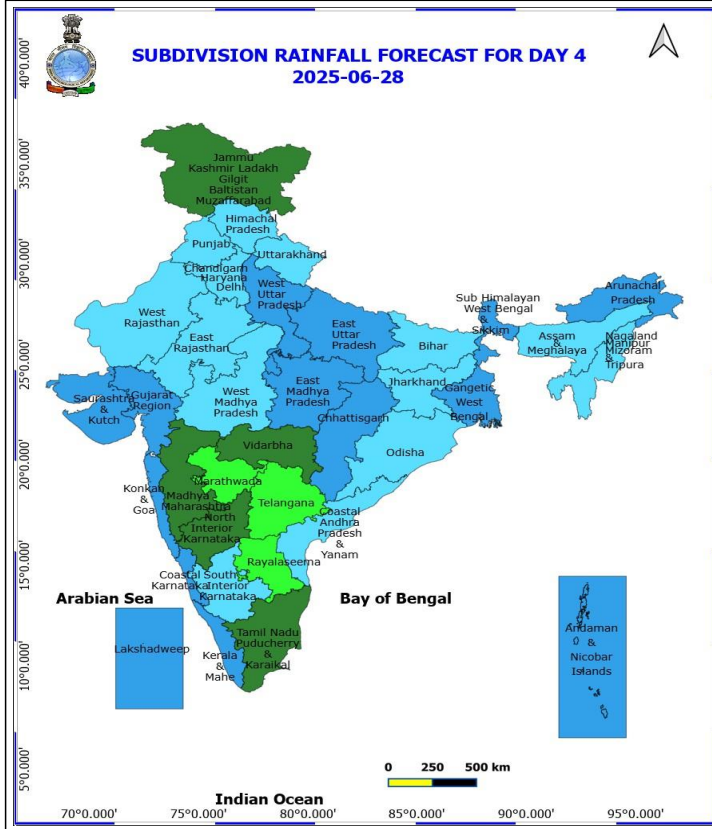 SUBDIVISION RAINFALL FORECAST FOR DAY 4
2025-06-28
40°0.000'
35°0.000'
30°0.000'
25°0.000'
20°0.000'
15°0.000'
10°0.000'
5°0.000'
Jammu
Kashmir Ladakh
Gilgit
Baltistan
Muzaffarabad
Himachal
Pradesh
Punjab
Uttarakhand
Chandigarh
Haryana
Delhi
West
Uttar
Pradesh
West
Rajasthan
East
Rajasthan
East
Uttar
Pradesh
Sub Himalayan
West Bengal
&
Sikkim
Arunachal
Pradesh
Assam
&
Meghalaya
Nagaland
Manipur
Mizoram
&
Tripura
Bihar
Jharkhand
Gangetic
West
Bengal
Saurashtra
&
Kutch
Gujarat
Region
West
Madhya
Pradesh
East
Madhya
Pradesh
Chhattisgarh
Odisha
Vidarbha
Marathwada
Madhya
Maharashtra
Konkan
&
Goa
North
Interior
Karnataka
Telangana
Coastal
Andhra
Pradesh
&
Yanam
Rayalaseema
Coastal
Karnataka
South
Interior
Karnataka
Arabian Sea
Bay of Bengal
Lakshadweep
Kerala
&
Mahe
Tamil Nadu
Puducherry
&
Karaikal
Andaman
&
Nicobar
Islands
0 250 500 km
Indian Ocean
70°0.000' 75°0.000' 80°0.000' 85°0.000' 90°0.000' 95°0.000'